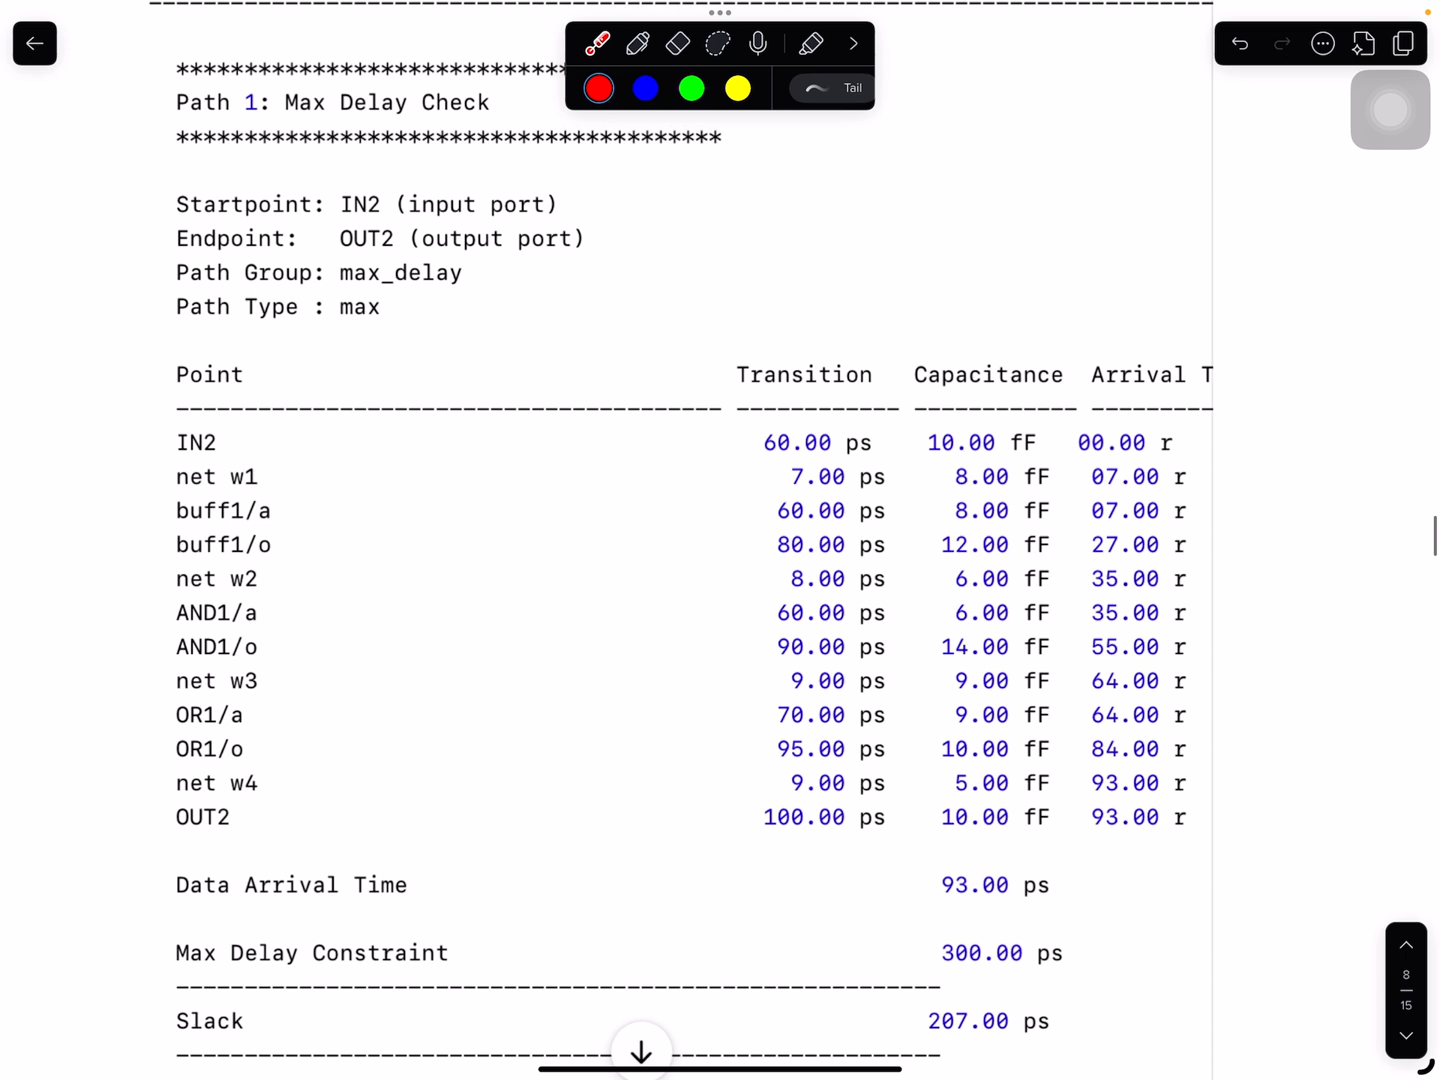 ****************************
Path 1: Max Delay Check
****************************************
Startpoint: IN2 (input port)
Endpoint: OUT2 (output port)
Path Group: max_delay
Path Type : max
Point Transition Capacitance Arrival T
---------------------------------------- ------------ ------------ ---------
IN2 60.00 ps 10.00 fF 00.00 r
net w1 7.00 ps 8.00 fF 07.00 r
buff1/a 60.00 ps 8.00 fF 07.00 r
buff1/o 80.00 ps 12.00 fF 27.00 r
net w2 8.00 ps 6.00 fF 35.00 r
AND1/a 60.00 ps 6.00 fF 35.00 r
AND1/o 90.00 ps 14.00 fF 55.00 r
net w3 9.00 ps 9.00 fF 64.00 r
OR1/a 70.00 ps 9.00 fF 64.00 r
OR1/o 95.00 ps 10.00 fF 84.00 r
net w4 9.00 ps 5.00 fF 93.00 r
OUT2 100.00 ps 10.00 fF 93.00 r
Data Arrival Time 93.00 ps
Max Delay Constraint 300.00 ps
--------------------------------------------------------
Slack 207.00 ps
--------------------------------------------------------
Tail
8
15